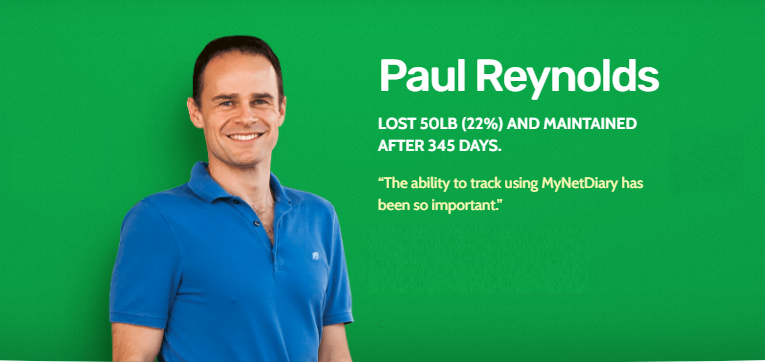 Paul Reynolds
LOST 50LB (22%) AND MAINTAINED
AFTER 345 DAYS.
“The ability to track using MyNetDiary has
been so important.”